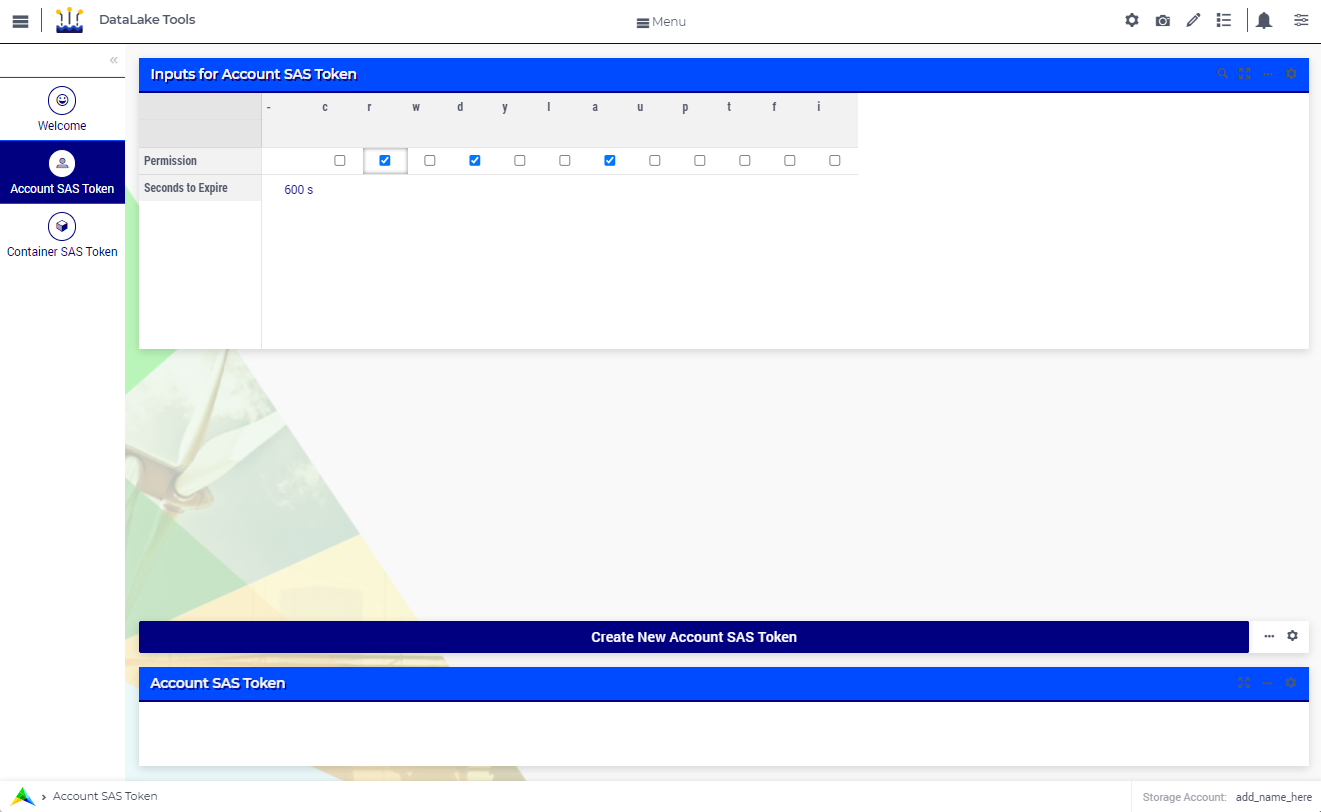 DataLake Tools
Menu
«
Welcome
Account SAS Token
Container SAS Token
Inputs for Account SAS Token
- c r w d y l a u p t f i
Permission
Seconds to Expire 600 s
Create New Account SAS Token
Account SAS Token
› Account SAS Token
Storage Account: add_name_here